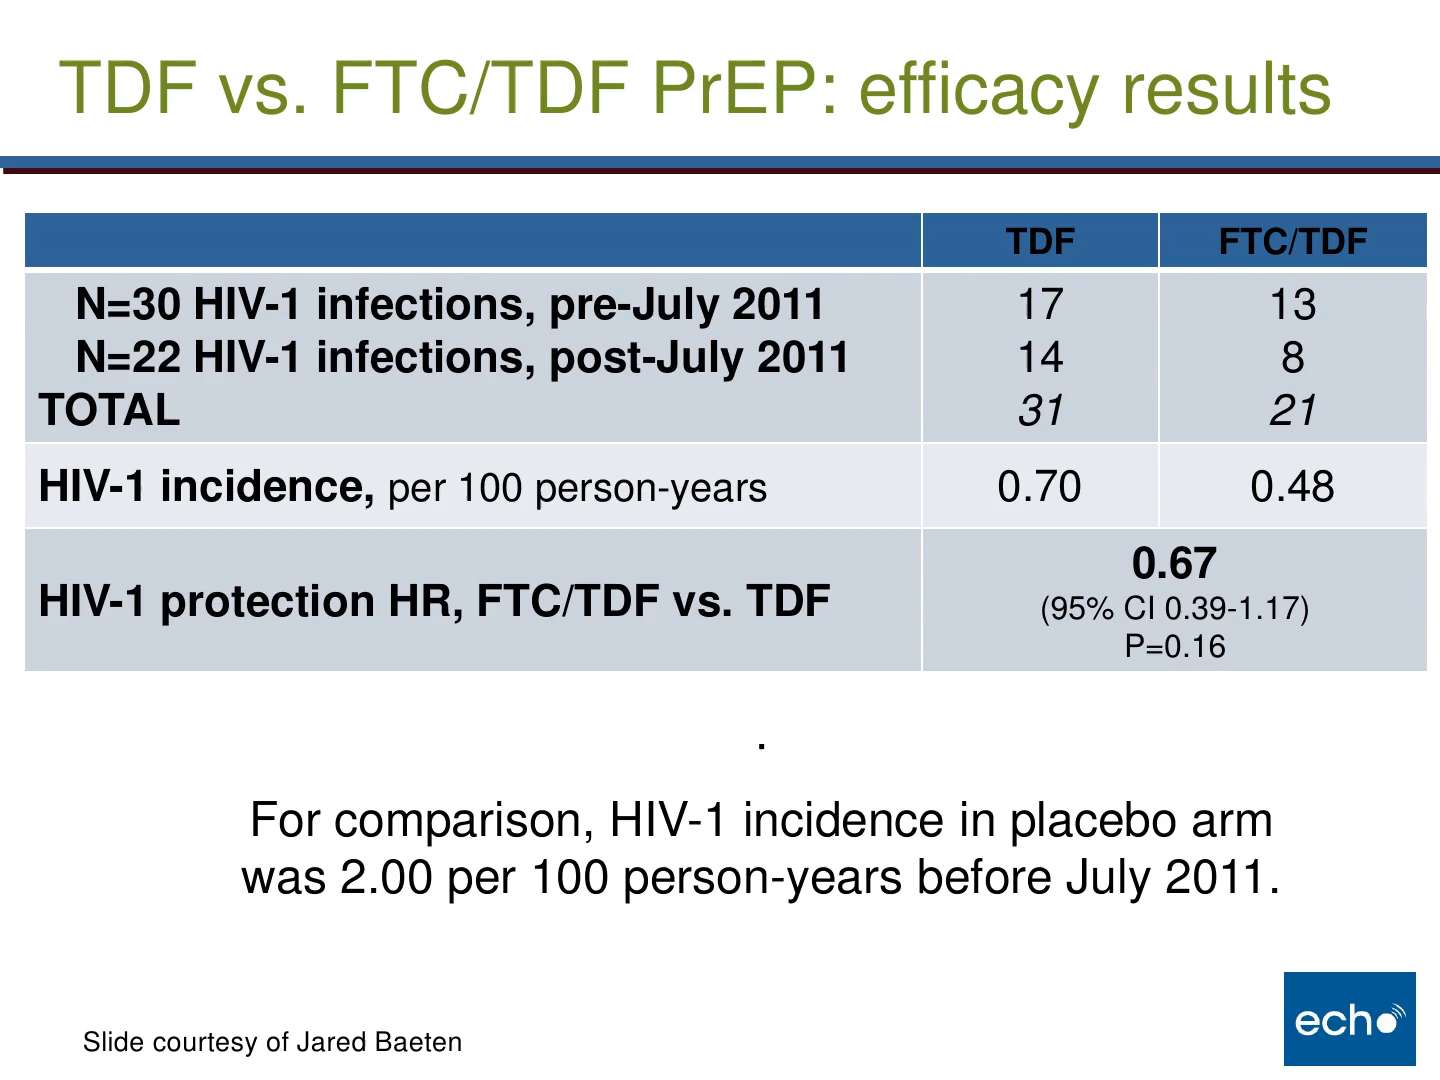 TDF vs. FTC/TDF PrEP: efficacy results
TDF FTC/TDF
N=30 HIV-1 infections, pre-July 2011 17 13
N=22 HIV-1 infections, post-July 2011 14 8
TOTAL 31 21
HIV-1 incidence, per 100 person-years 0.70 0.48
HIV-1 protection HR, FTC/TDF vs. TDF
0.67
(95% CI 0.39-1.17)
P=0.16
.
For comparison, HIV-1 incidence in placebo arm
was 2.00 per 100 person-years before July 2011.
Slide courtesy of Jared Baeten
echo